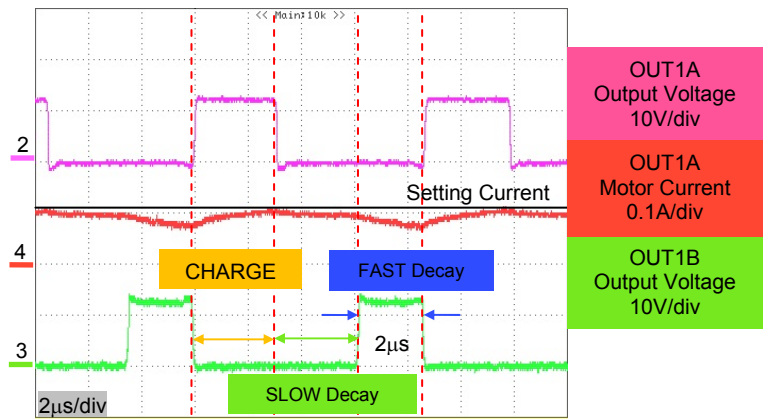 << Main:10k >>
2
Setting Current
4
CHARGE
FAST Decay
2μs
3
SLOW Decay
2μs/div
OUT1A
Output Voltage
10V/div
OUT1A
Motor Current
0.1A/div
OUT1B
Output Voltage
10V/div